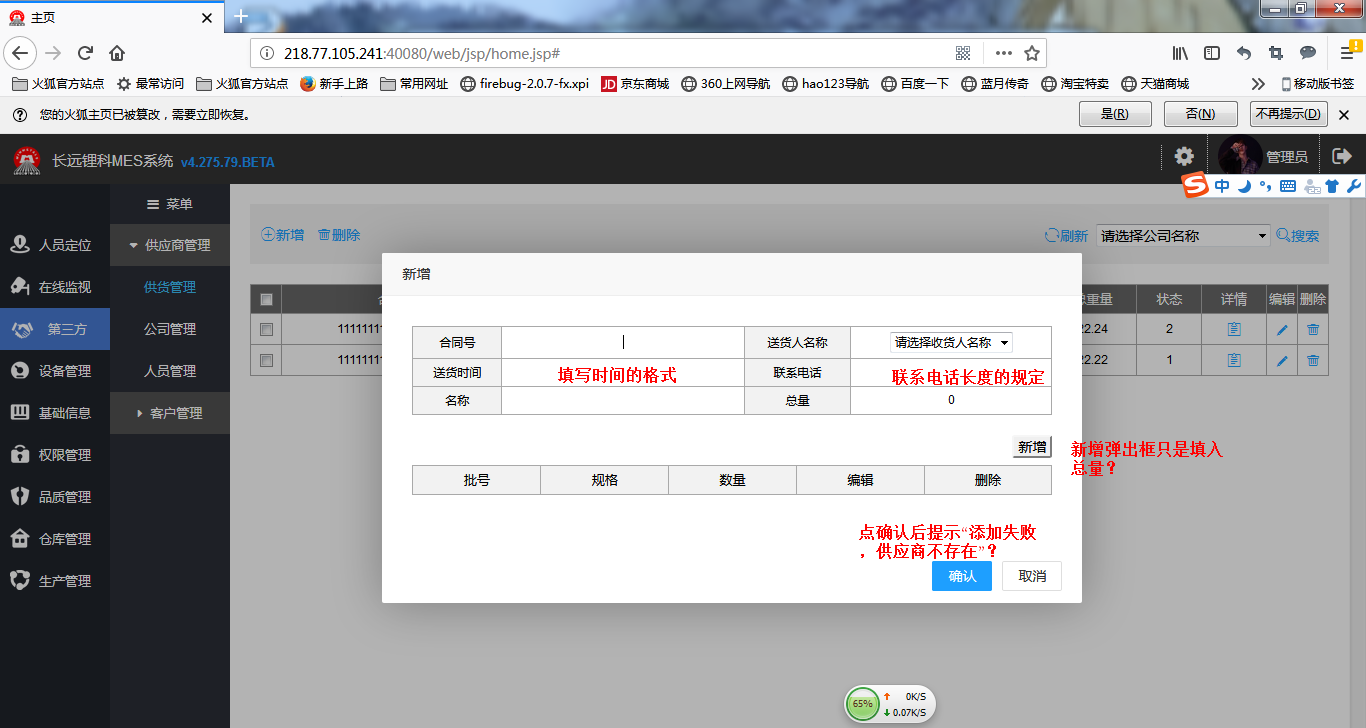 主页
218.77.105.241:40080/web/jsp/home.jsp#
火狐官方站点 最常访问 火狐官方站点 新手上路 常用网址 firebug-2.0.7-fx.xpi JD 京东商城 360上网导航 hao123导航 百度一下 蓝月传奇 淘宝特卖 天猫商城 移动版书签
您的火狐主页已被篡改，需要立即恢复。 是(R) 否(N) 不再提示(D)
长远锂科MES系统 v4.275.79.BETA 管理员
S 中
菜单
新增 删除 刷新 请选择公司名称 搜索
人员定位 供应商管理
新增
在线监视 供货管理
重量 状态 详情 编辑 删除
第三方 公司管理
11111111 2.24 2
合同号 送货人名称 请选择收货人名称
11111111 2.22 1
设备管理 人员管理
送货时间 填写时间的格式 联系电话 联系电话长度的规定
名称 总量 0
基础信息 客户管理
新增 新增弹出框只是填入
总量？
权限管理
批号 规格 数量 编辑 删除
品质管理
点确认后提示“添加失败
，供应商不存在”？
仓库管理
确认 取消
生产管理
65% 0K/S
0.07K/S